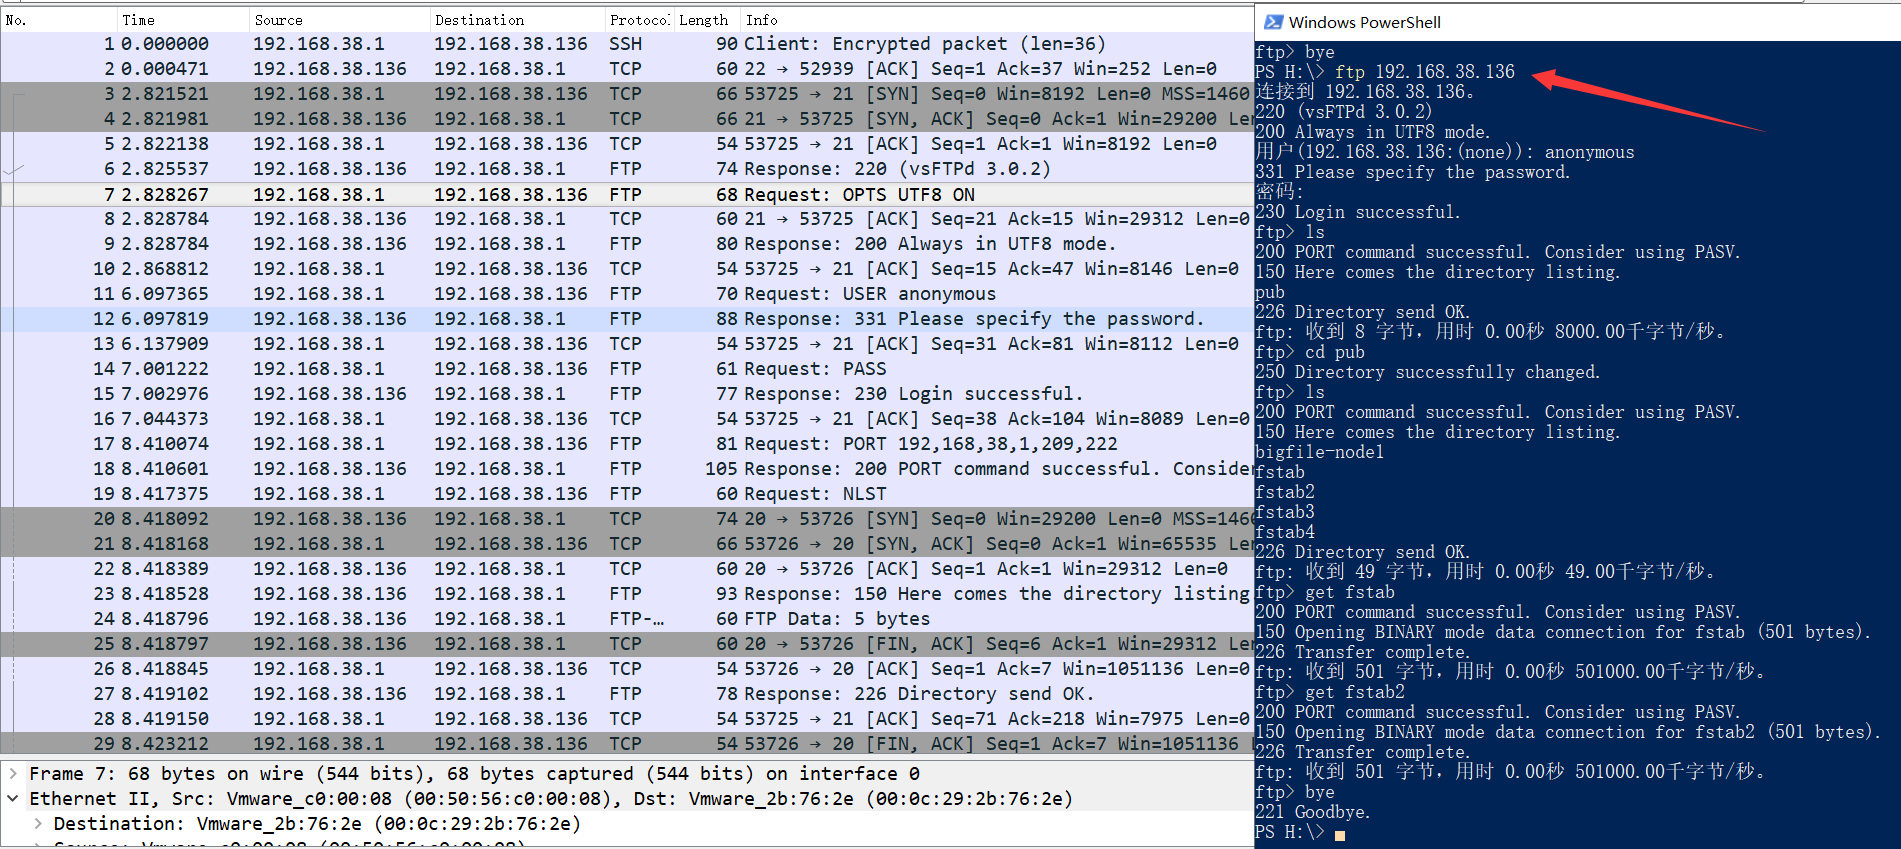 No. Time Source Destination Protocol Length Info
1 0.000000 192.168.38.1 192.168.38.136 SSH 90 Client: Encrypted packet (len=36)
2 0.000471 192.168.38.136 192.168.38.1 TCP 60 22 → 52939 [ACK] Seq=1 Ack=37 Win=252 Len=0
3 2.821521 192.168.38.1 192.168.38.136 TCP 66 53725 → 21 [SYN] Seq=0 Win=8192 Len=0 MSS=1460
4 2.821981 192.168.38.136 192.168.38.1 TCP 66 21 → 53725 [SYN, ACK] Seq=0 Ack=1 Win=29200 L
5 2.822138 192.168.38.1 192.168.38.136 TCP 54 53725 → 21 [ACK] Seq=1 Ack=1 Win=8192 Len=0
6 2.825537 192.168.38.136 192.168.38.1 FTP 74 Response: 220 (vsFTPd 3.0.2)
7 2.828267 192.168.38.1 192.168.38.136 FTP 68 Request: OPTS UTF8 ON
8 2.828784 192.168.38.136 192.168.38.1 TCP 60 21 → 53725 [ACK] Seq=21 Ack=15 Win=29312 Len=0
9 2.828784 192.168.38.136 192.168.38.1 FTP 80 Response: 200 Always in UTF8 mode.
10 2.868812 192.168.38.1 192.168.38.136 TCP 54 53725 → 21 [ACK] Seq=15 Ack=47 Win=8146 Len=0
11 6.097365 192.168.38.1 192.168.38.136 FTP 70 Request: USER anonymous
12 6.097819 192.168.38.136 192.168.38.1 FTP 88 Response: 331 Please specify the password.
13 6.137909 192.168.38.1 192.168.38.136 TCP 54 53725 → 21 [ACK] Seq=31 Ack=81 Win=8112 Len=0
14 7.001222 192.168.38.1 192.168.38.136 FTP 61 Request: PASS
15 7.002976 192.168.38.136 192.168.38.1 FTP 77 Response: 230 Login successful.
16 7.044373 192.168.38.1 192.168.38.136 TCP 54 53725 → 21 [ACK] Seq=38 Ack=104 Win=8089 Len=0
17 8.410074 192.168.38.1 192.168.38.136 FTP 81 Request: PORT 192,168,38,1,209,222
18 8.410601 192.168.38.136 192.168.38.1 FTP 105 Response: 200 PORT command successful. Consider
19 8.417375 192.168.38.1 192.168.38.136 FTP 60 Request: NLST
20 8.418092 192.168.38.136 192.168.38.1 TCP 74 20 → 53726 [SYN] Seq=0 Win=29200 Len=0 MSS=146
21 8.418168 192.168.38.1 192.168.38.136 TCP 66 53726 → 20 [SYN, ACK] Seq=0 Ack=1 Win=65535 Le
22 8.418389 192.168.38.136 192.168.38.1 TCP 60 20 → 53726 [ACK] Seq=1 Ack=1 Win=29312 Len=0
23 8.418528 192.168.38.136 192.168.38.1 FTP 93 Response: 150 Here comes the directory listing
24 8.418796 192.168.38.136 192.168.38.1 FTP-… 60 FTP Data: 5 bytes
25 8.418797 192.168.38.136 192.168.38.1 TCP 60 20 → 53726 [FIN, ACK] Seq=6 Ack=1 Win=29312 L
26 8.418845 192.168.38.1 192.168.38.136 TCP 54 53726 → 20 [ACK] Seq=1 Ack=7 Win=1051136 Len=0
27 8.419102 192.168.38.136 192.168.38.1 FTP 78 Response: 226 Directory send OK.
28 8.419150 192.168.38.1 192.168.38.136 TCP 54 53725 → 21 [ACK] Seq=71 Ack=218 Win=7975 Len=0
29 8.423212 192.168.38.1 192.168.38.136 TCP 54 53726 → 20 [FIN, ACK] Seq=1 Ack=7 Win=1051136
Frame 7: 68 bytes on wire (544 bits), 68 bytes captured (544 bits) on interface 0
Ethernet II, Src: Vmware_c0:00:08 (00:50:56:c0:00:08), Dst: Vmware_2b:76:2e (00:0c:29:2b:76:2e)
Destination: Vmware_2b:76:2e (00:0c:29:2b:76:2e)
Windows PowerShell
ftp> bye
PS H:\> ftp 192.168.38.136
连接到 192.168.38.136。
220 (vsFTPd 3.0.2)
200 Always in UTF8 mode.
用户(192.168.38.136:(none)): anonymous
331 Please specify the password.
密码:
230 Login successful.
ftp> ls
200 PORT command successful. Consider using PASV.
150 Here comes the directory listing.
pub
226 Directory send OK.
ftp: 收到 8 字节，用时 0.00秒 8000.00千字节/秒。
ftp> cd pub
250 Directory successfully changed.
ftp> ls
200 PORT command successful. Consider using PASV.
150 Here comes the directory listing.
bigfile-node1
fstab
fstab2
fstab3
fstab4
226 Directory send OK.
ftp: 收到 49 字节，用时 0.00秒 49.00千字节/秒。
ftp> get fstab
200 PORT command successful. Consider using PASV.
150 Opening BINARY mode data connection for fstab (501 bytes).
226 Transfer complete.
ftp: 收到 501 字节，用时 0.00秒 501000.00千字节/秒。
ftp> get fstab2
200 PORT command successful. Consider using PASV.
150 Opening BINARY mode data connection for fstab2 (501 bytes).
226 Transfer complete.
ftp: 收到 501 字节，用时 0.00秒 501000.00千字节/秒。
ftp> bye
221 Goodbye.
PS H:\>